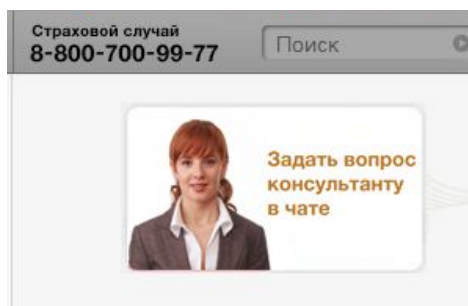 Страховой случай
8-800-700-99-77
Поиск
Задать вопрос
консультанту
в чате